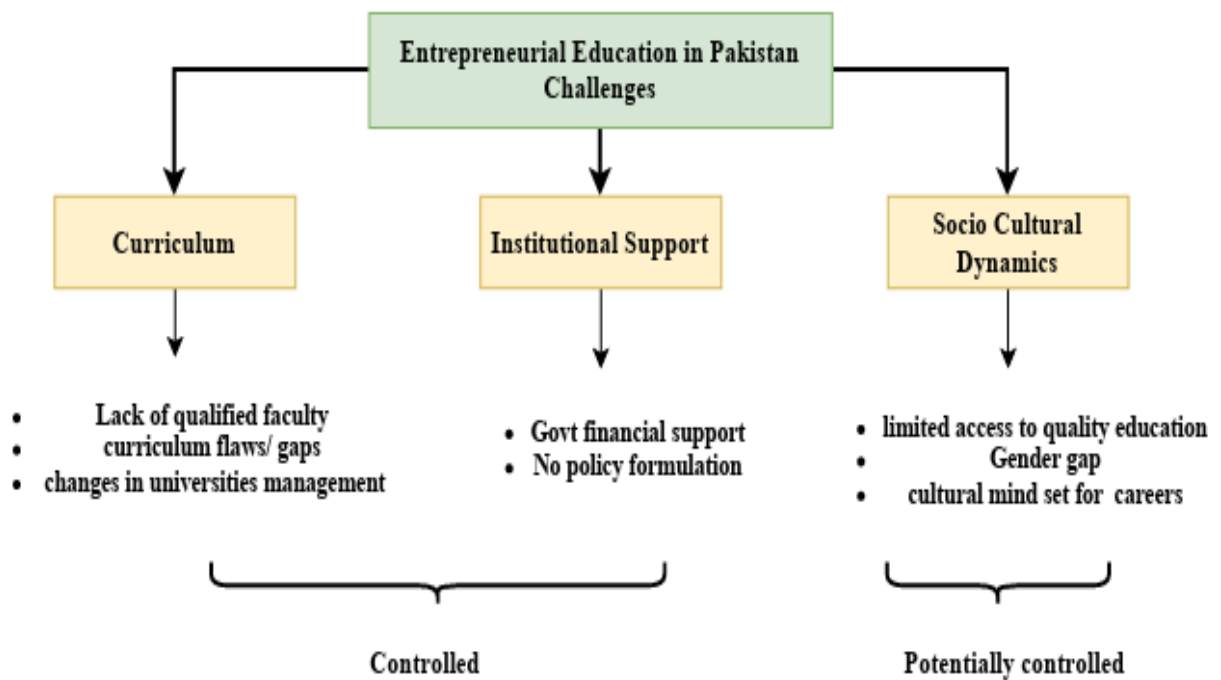 Entrepreneurial Education in Pakistan
Challenges
Curriculum
Institutional Support
Socio Cultural
Dynamics
• Lack of qualified faculty
• curriculum flaws/ gaps
• changes in universities management
• Govt financial support
• No policy formulation
• limited access to quality education
• Gender gap
• cultural mind set for careers
Controlled
Potentially controlled